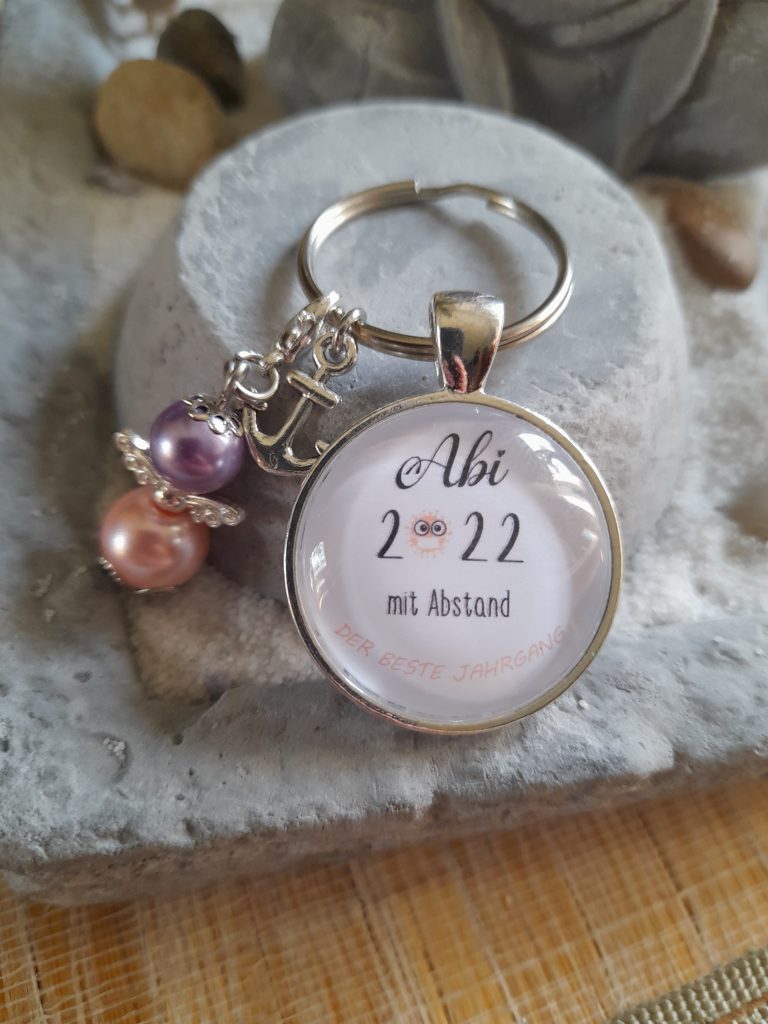 Abi
2022
mit Abstand
DER BESTE JAHRGANG